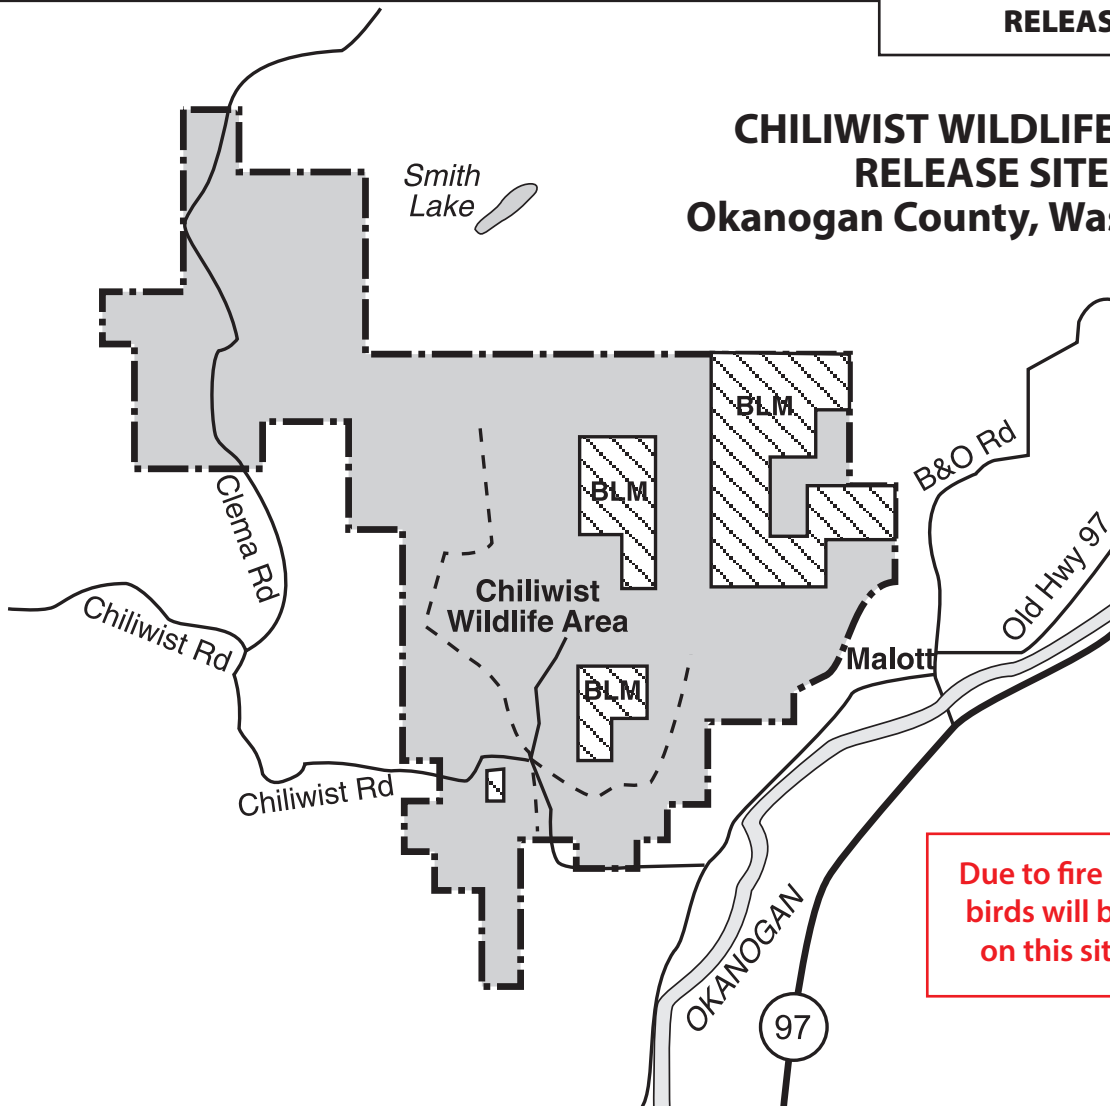 RELEAS
CHILIWIST WILDLIFE
RELEASE SITE
Okanogan County, Was
Smith
Lake
BLM
B&O Rd
BLM
Clema Rd
Old Hwy 97
Chiliwist
Wildlife Area
Chiliwist Rd
Malott
BLM
Chiliwist Rd
Due to fire
birds will b
on this sit
OKANOGAN
97